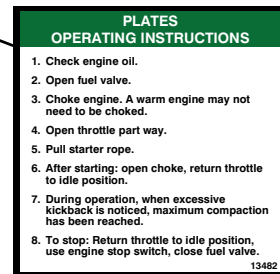 PLATES
OPERATING INSTRUCTIONS
1. Check engine oil.
2. Open fuel valve.
3. Choke engine. A warm engine may not
need to be choked.
4. Open throttle part way.
5. Pull starter rope.
6. After starting: open choke, return throttle
to idle position.
7. During operation, when excessive
kickback is noticed, maximum compaction
has been reached.
8. To stop: Return throttle to idle position,
use engine stop switch, close fuel valve.
13482